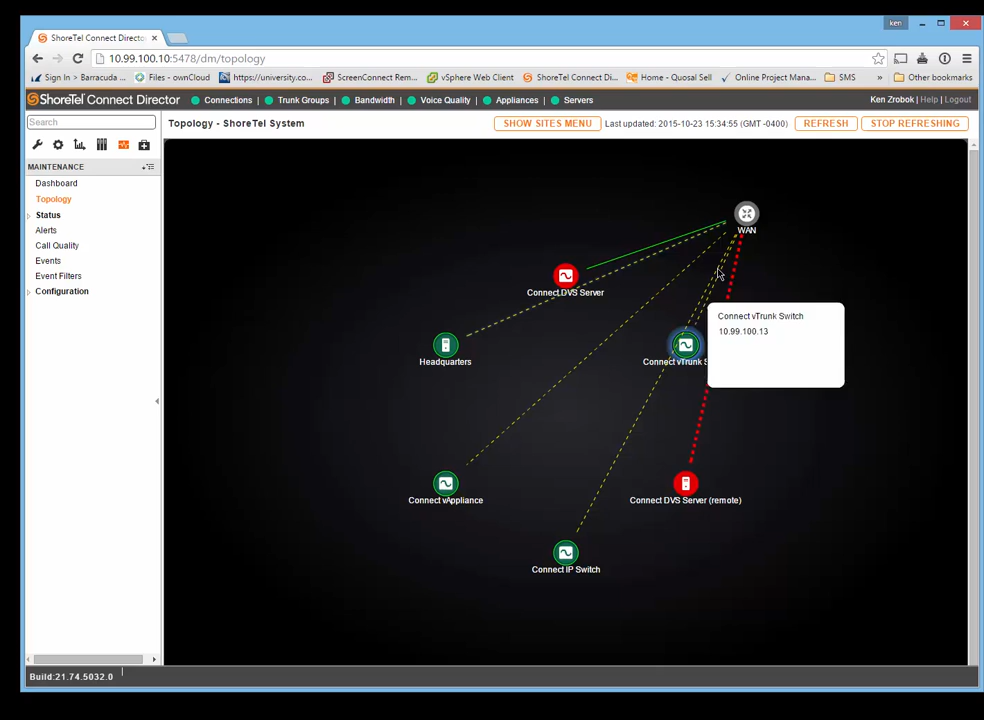 ken
ShoreTel Connect Director
10.99.100.10:5478/dm/topology
Sign In > Barracuda ...
Files - ownCloud
https://university.co...
ScreenConnect Rem...
vSphere Web Client
ShoreTel Connect Di...
Home - Quosal Sell
Online Project Mana...
SMS
»
Other bookmarks
ShoreTel Connect Director
Connections |
Trunk Groups |
Bandwidth |
Voice Quality |
Appliances |
Servers
Ken Zrobok | Help | Logout
Search
Topology - ShoreTel System
SHOW SITES MENU
Last updated: 2015-10-23 15:34:55 (GMT -0400)
REFRESH
STOP REFRESHING
MAINTENANCE
Dashboard
Topology
Status
Alerts
Call Quality
Events
Event Filters
Configuration
WAN
Connect DVS Server
Headquarters
Connect vTrunk S
Connect vTrunk Switch
10.99.100.13
Connect vAppliance
Connect DVS Server (remote)
Connect IP Switch
Build:21.74.5032.0